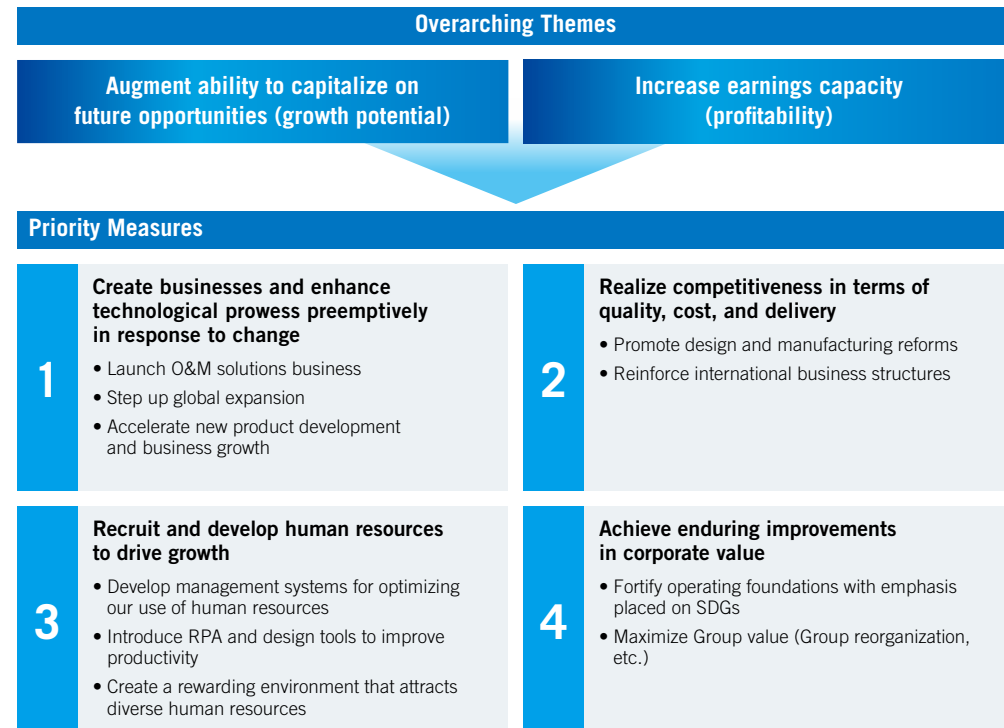 Overarching Themes
Augment ability to capitalize on
future opportunities (growth potential)
Increase earnings capacity
(profitability)
Priority Measures
1
Create businesses and enhance
technological prowess preemptively
in response to change
• Launch O&M solutions business
• Step up global expansion
• Accelerate new product development
and business growth
2
Realize competitiveness in terms of
quality, cost, and delivery
• Promote design and manufacturing reforms
• Reinforce international business structures
3
Recruit and develop human resources
to drive growth
• Develop management systems for optimizing
our use of human resources
• Introduce RPA and design tools to improve
productivity
• Create a rewarding environment that attracts
diverse human resources
4
Achieve enduring improvements
in corporate value
• Fortify operating foundations with emphasis
placed on SDGs
• Maximize Group value (Group reorganization,
etc.)